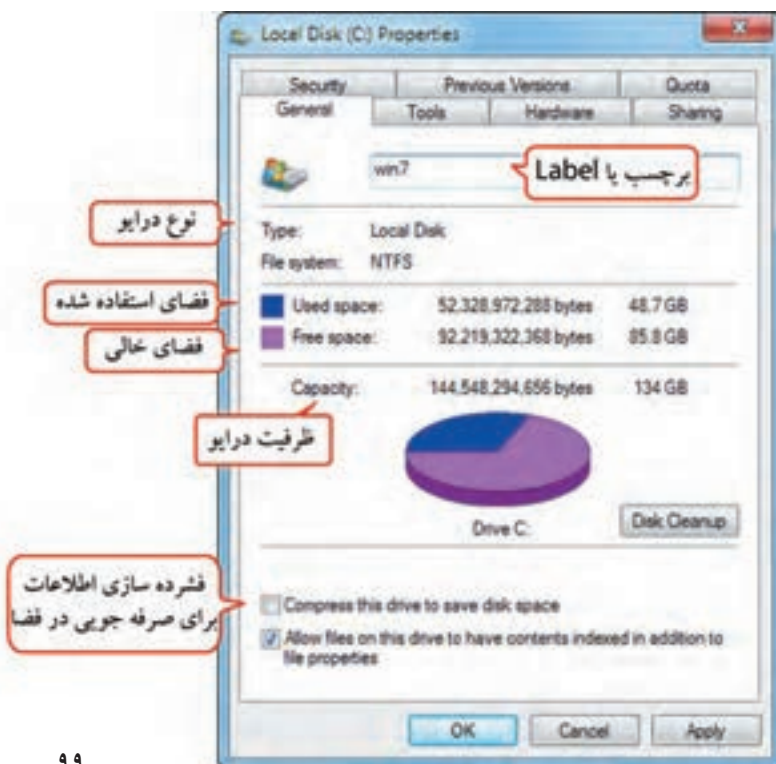 Local Disk (C:) Properties
Security Previous Versions Quota
General Tools Hardware Sharing
win7
برچسب یا Label
نوع درایو
Type: Local Disk
File system: NTFS
فضای استفاده شده
Used space: 52,328,972,288 bytes 48.7 GB
فضای خالی
Free space: 92,219,322,368 bytes 85.8 GB
Capacity: 144,548,294,656 bytes 134 GB
ظرفیت درایو
Drive C:
Disk Cleanup
فشرده سازی اطلاعات
برای صرفه جویی در فضا
Compress this drive to save disk space
Allow files on this drive to have contents indexed in addition to
file properties
OK Cancel Apply
۹۹